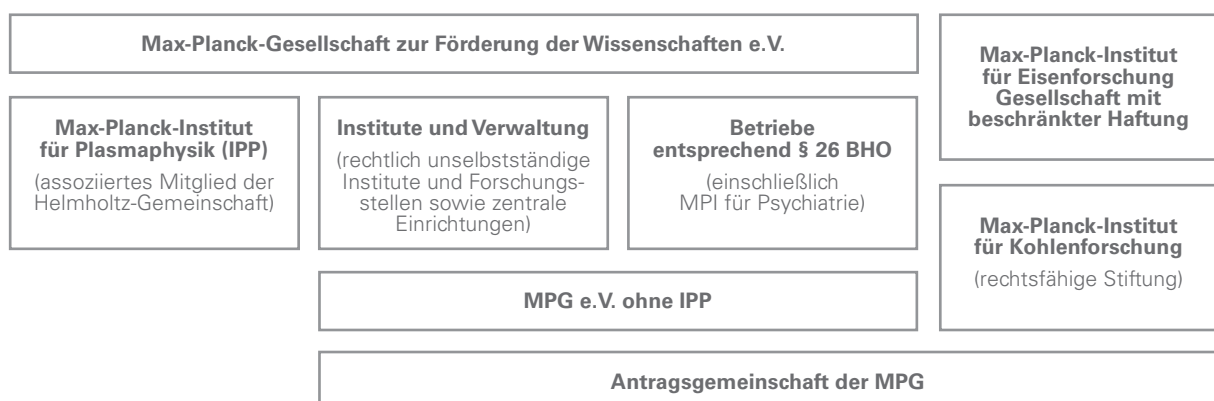 Max-Planck-Gesellschaft zur Förderung der Wissenschaften e.V.
Max-Planck-Institut
für Eisenforschung
Gesellschaft mit
beschränkter Haftung
Max-Planck-Institut
für Plasmaphysik (IPP)
(assoziiertes Mitglied der
Helmholtz-Gemeinschaft)
Institute und Verwaltung
(rechtlich unselbstständige
Institute und Forschungs-
stellen sowie zentrale
Einrichtungen)
Betriebe
entsprechend § 26 BHO
(einschließlich
MPI für Psychiatrie)
Max-Planck-Institut
für Kohlenforschung
(rechtsfähige Stiftung)
MPG e.V. ohne IPP
Antragsgemeinschaft der MPG